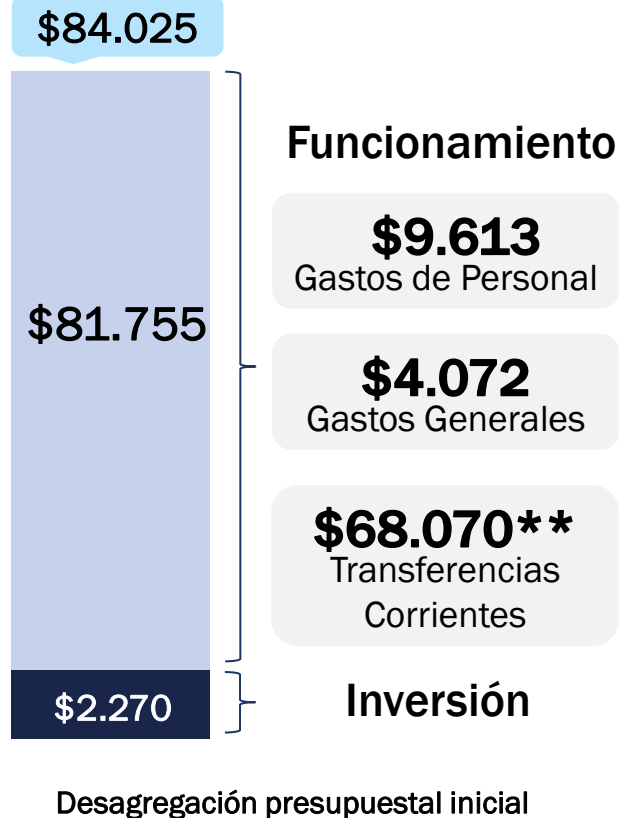 $84.025
Funcionamiento
$9.613
Gastos de Personal
$81.755
$4.072
Gastos Generales
$68.070**
Transferencias
Corrientes
$2.270
Inversión
Desagregación presupuestal inicial